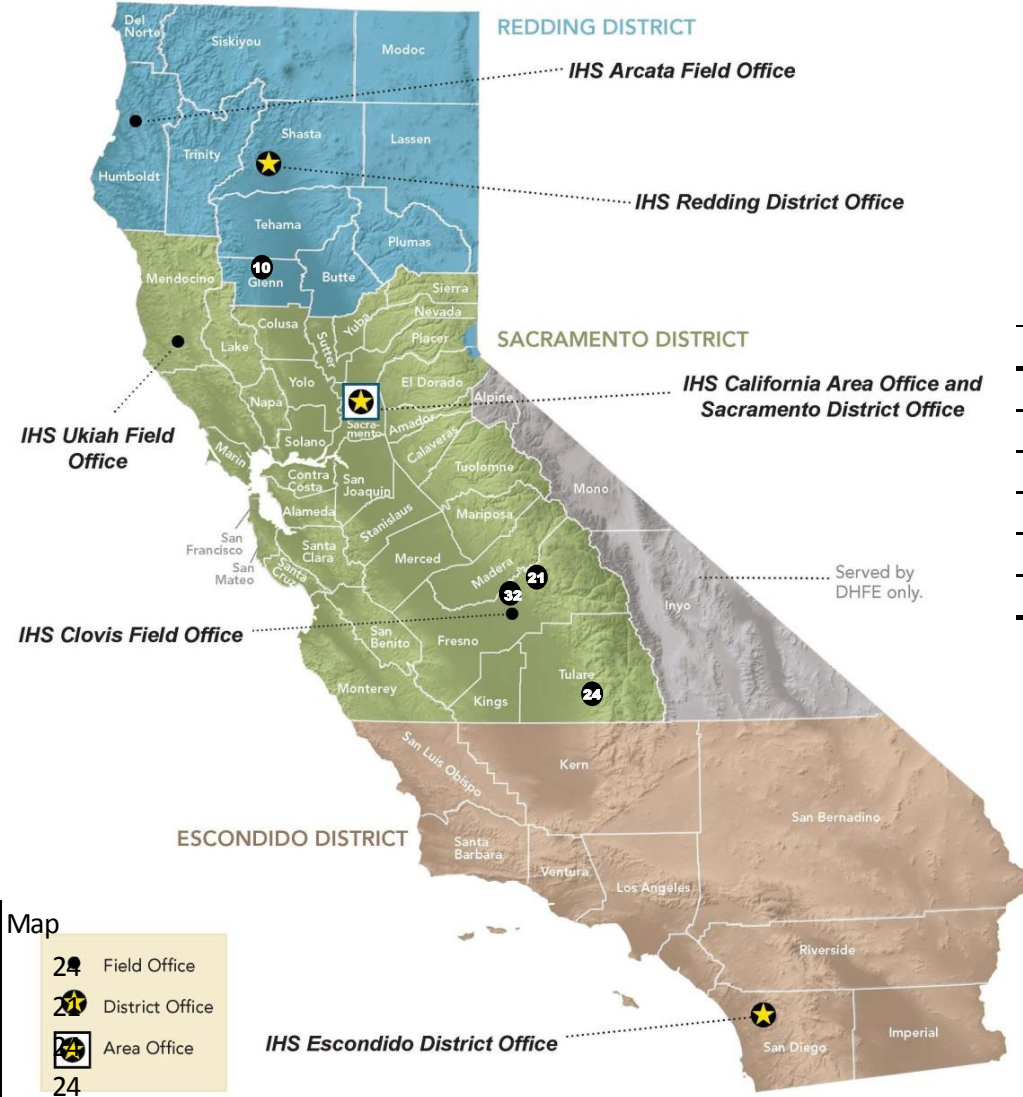 Del
Norte
Siskiyou
Modoc
REDDING DISTRICT
IHS Arcata Field Office
Shasta
Lassen
Trinity
Humboldt
IHS Redding District Office
Tehama
Plumas
10
Glenn
Butte
Mendocino
Sierra
Nevada
Yuba
Colusa
Sutter
Placer
Lake
SACRAMENTO DISTRICT
Yolo
El Dorado
IHS California Area Office and
Sacramento District Office
Napa
Alpine
Sacra-
mento
Amador
IHS Ukiah Field
Office
Solano
Calaveras
Marin
Tuolomne
Contra
Costa
San
Joaquin
Mono
Alameda
Stanislaus
Mariposa
San
Francisco
Santa
Clara
San
Mateo
Santa
Cruz
Merced
Madera
21
32
Served by
DHFE only.
Inyo
IHS Clovis Field Office
San
Benito
Fresno
Tulare
24
Monterey
Kings
San Luis Obispo
Kern
San Bernadino
ESCONDIDO DISTRICT
Santa
Barbara
Ventura
Los Angeles
Map
24 Field Office
21 District Office
Area Office
24
Riverside
IHS Escondido District Office
San Diego
Imperial